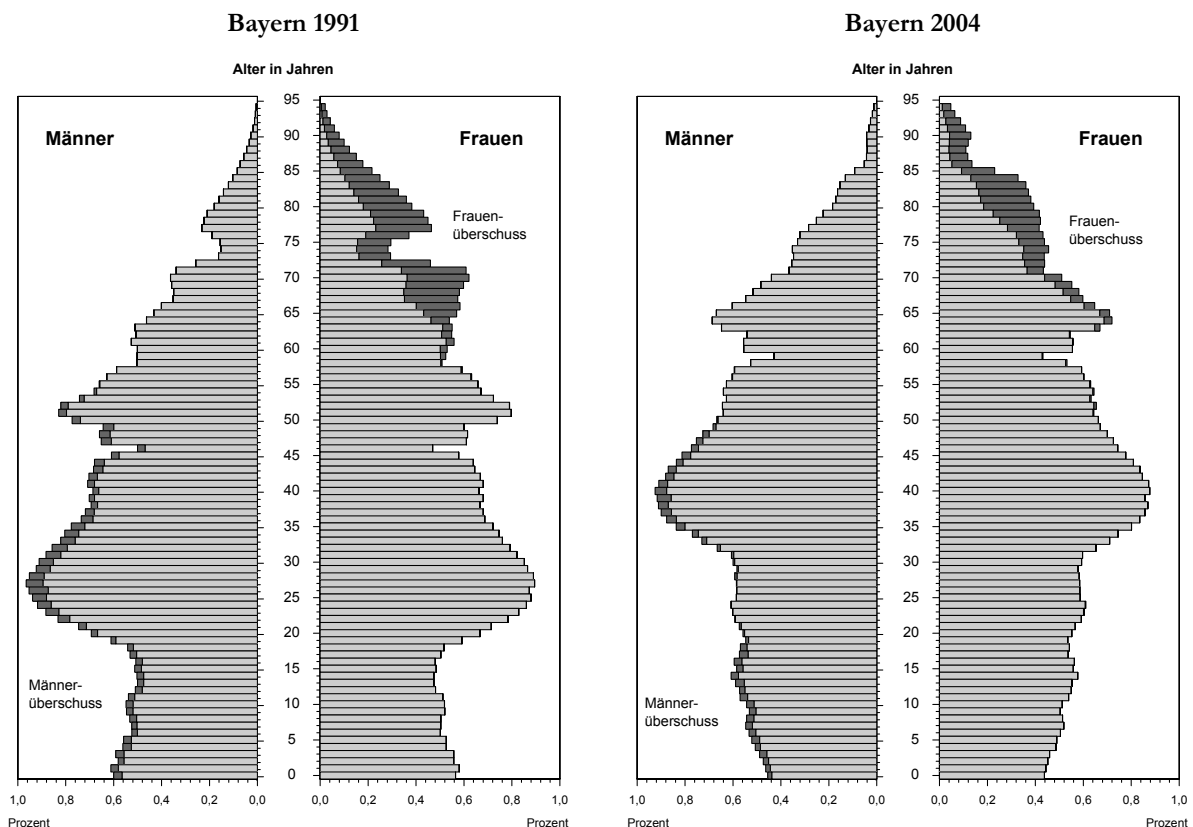 Bayern 1991
Alter in Jahren
Männer
Frauen
Frauen-
überschuss
Männer-
überschuss
95
90
85
80
75
70
65
60
55
50
45
40
35
30
25
20
15
10
5
0
1,0 0,8 0,6 0,4 0,2 0,0
0,0 0,2 0,4 0,6 0,8 1,0
Prozent
Prozent
Bayern 2004
Alter in Jahren
Männer
Frauen
Frauen-
überschuss
Männer-
überschuss
95
90
85
80
75
70
65
60
55
50
45
40
35
30
25
20
15
10
5
0
1,0 0,8 0,6 0,4 0,2 0,0
0,0 0,2 0,4 0,6 0,8 1,0
Prozent
Prozent